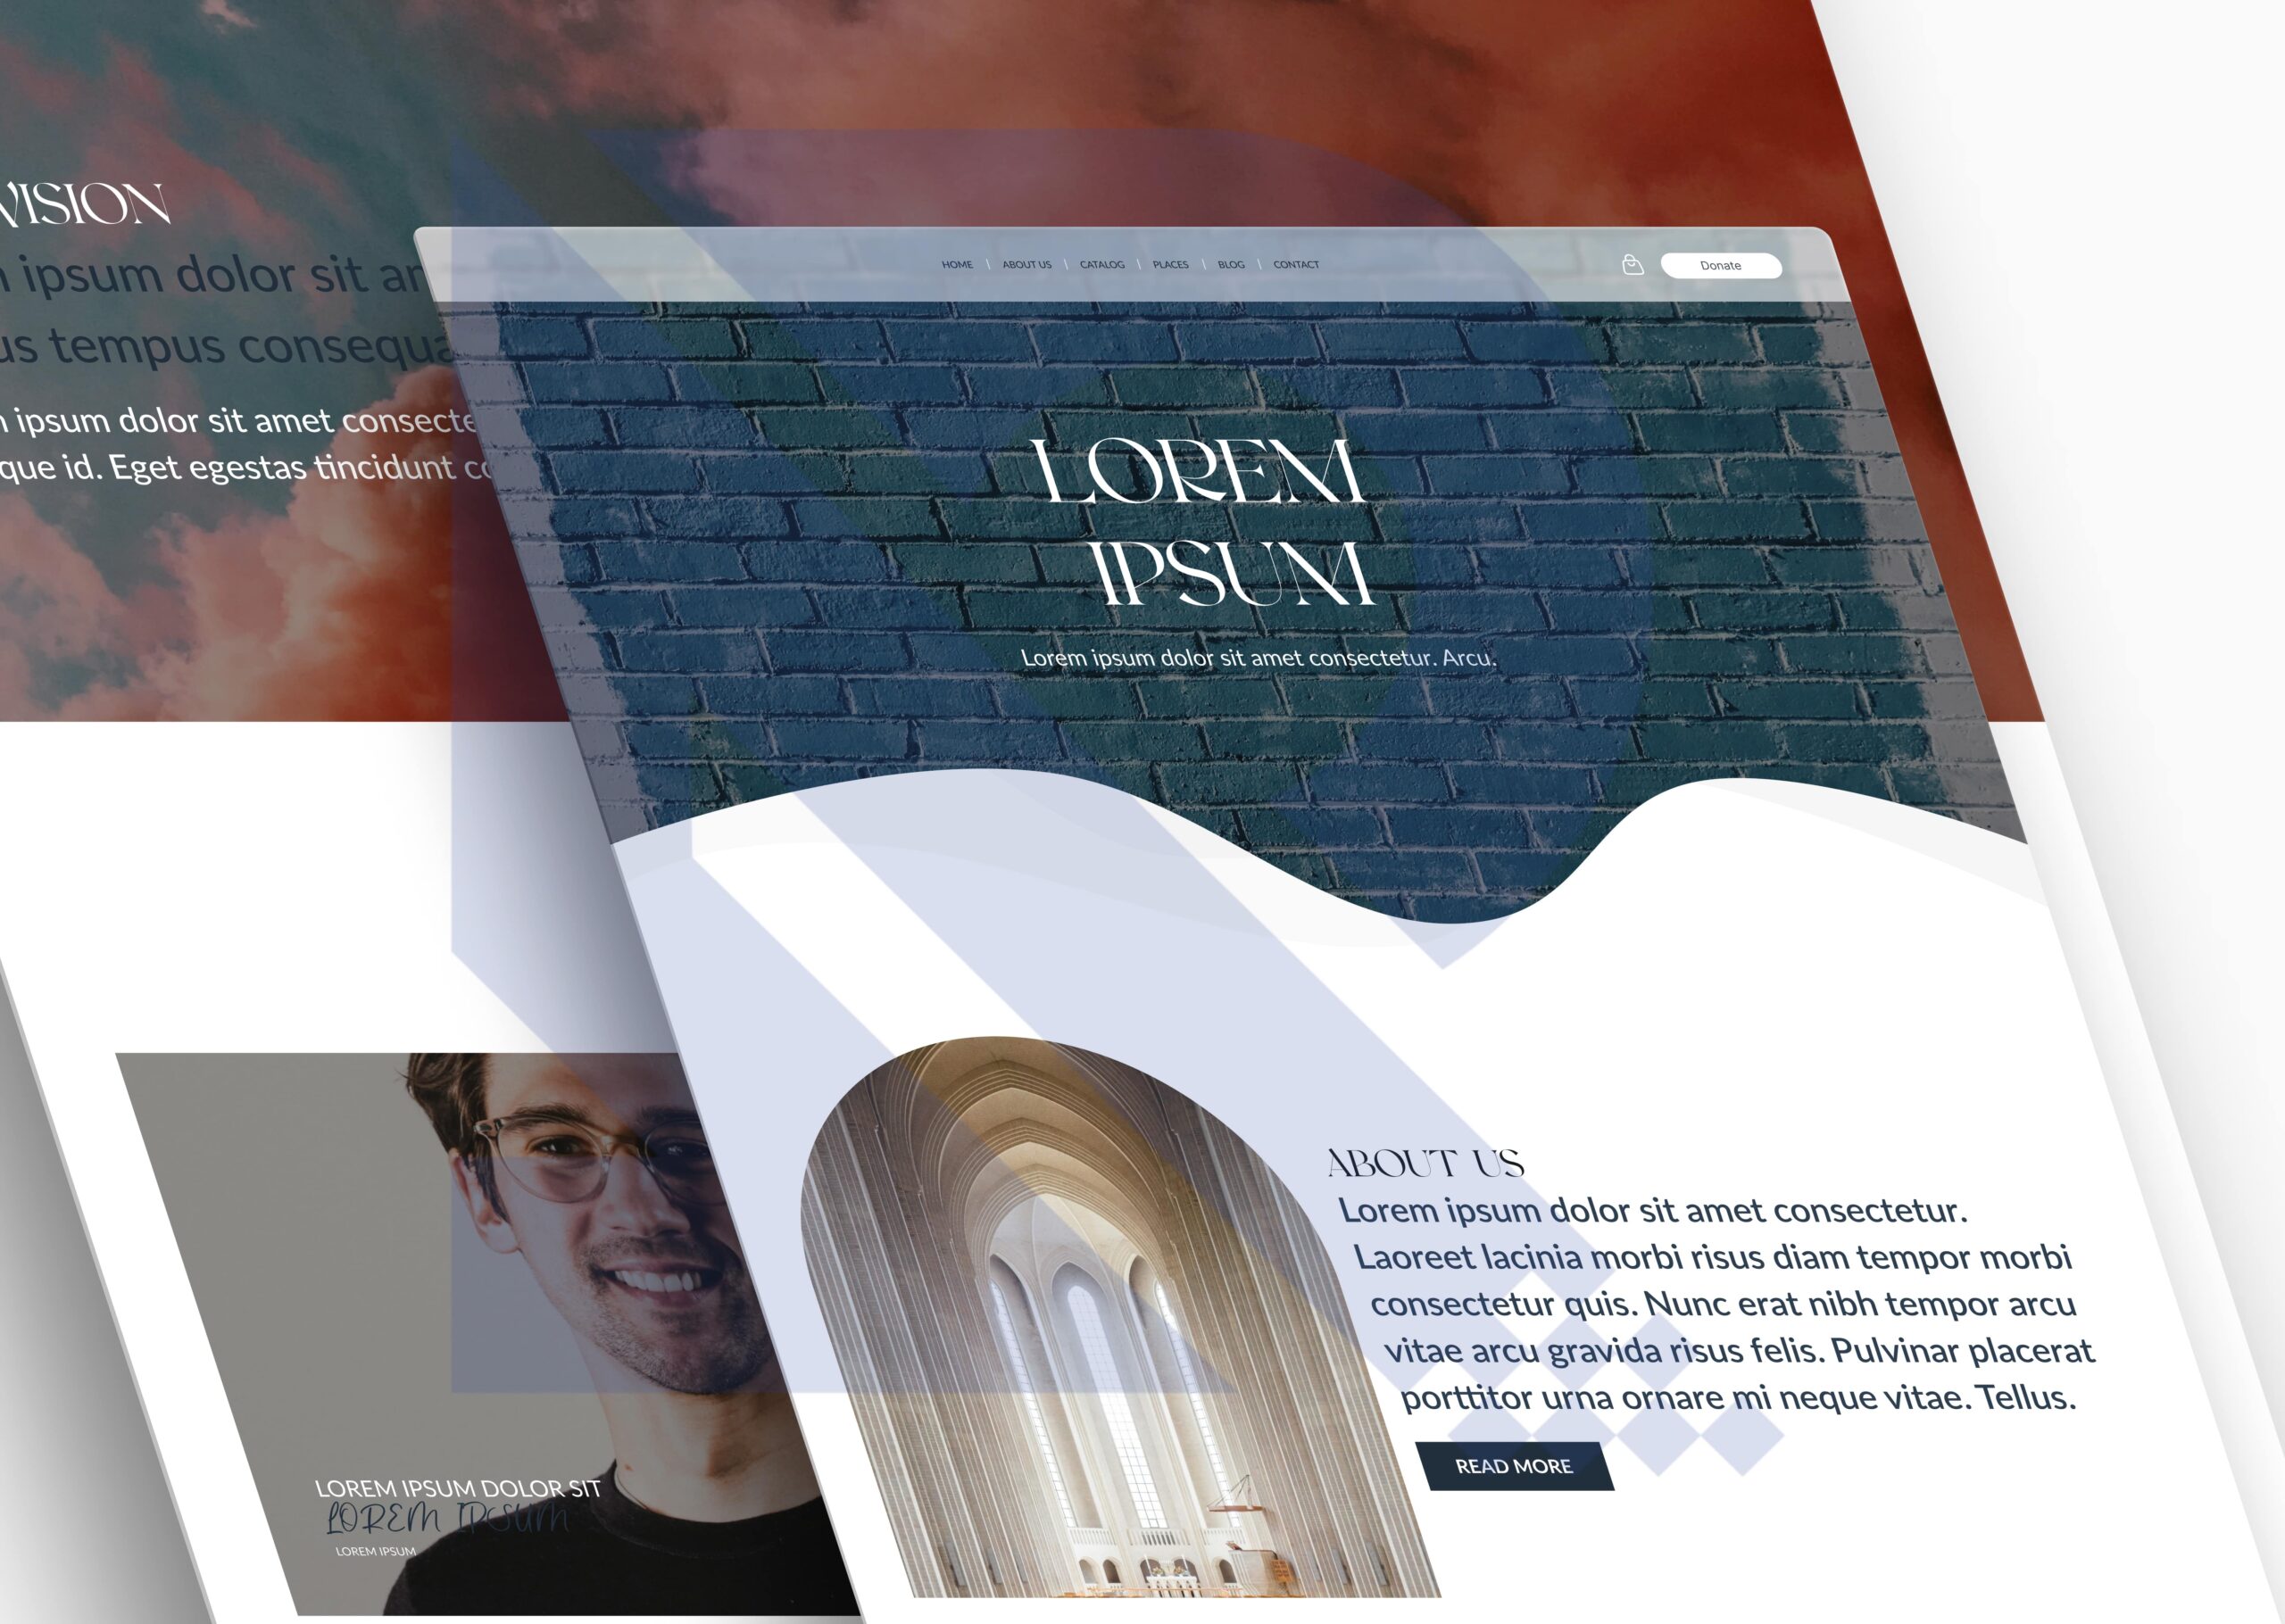 VISION
ipsum dolor sit
tempus
ipsum dolor sit amet
id. Eget egestas tincidunt
HOME | ABOUT US | CATALOG | PLACES | BLOG | CONTACT
Donate
LOREM
IPSUM
Lorem ipsum dolor sit amet consectetur. Arcu.
ABOUT US
Lorem ipsum dolor sit amet consectetur.
Laoreet lacinia morbi risus diam tempor morbi
consectetur quis. Nunc erat nibh tempor arcu
vitae arcu gravida risus felis. Pulvinar placerat
porttitor urna ornare mi neque vitae. Tellus.
READ MORE
LOREM IPSUM DOLOR SIT
LOREM IPSUM
LOREM IPSUM